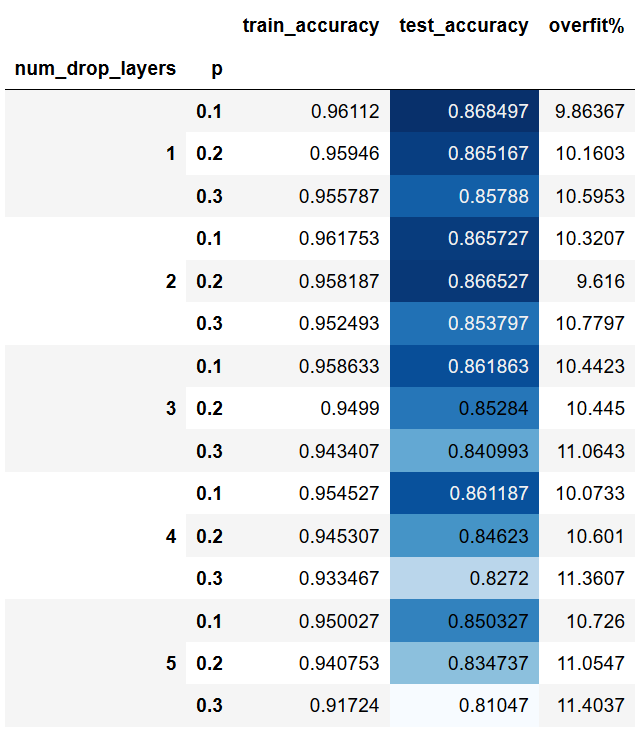 train_accuracy test_accuracy overfit%
num_drop_layers p
0.1 0.96112 0.868497 9.86367
1 0.2 0.95946 0.865167 10.1603
0.3 0.955787 0.85788 10.5953
0.1 0.961753 0.865727 10.3207
2 0.2 0.958187 0.866527 9.616
0.3 0.952493 0.853797 10.7797
0.1 0.958633 0.861863 10.4423
3 0.2 0.9499 0.85284 10.445
0.3 0.943407 0.840993 11.0643
0.1 0.954527 0.861187 10.0733
4 0.2 0.945307 0.84623 10.601
0.3 0.933467 0.8272 11.3607
0.1 0.950027 0.850327 10.726
5 0.2 0.940753 0.834737 11.0547
0.3 0.91724 0.81047 11.4037